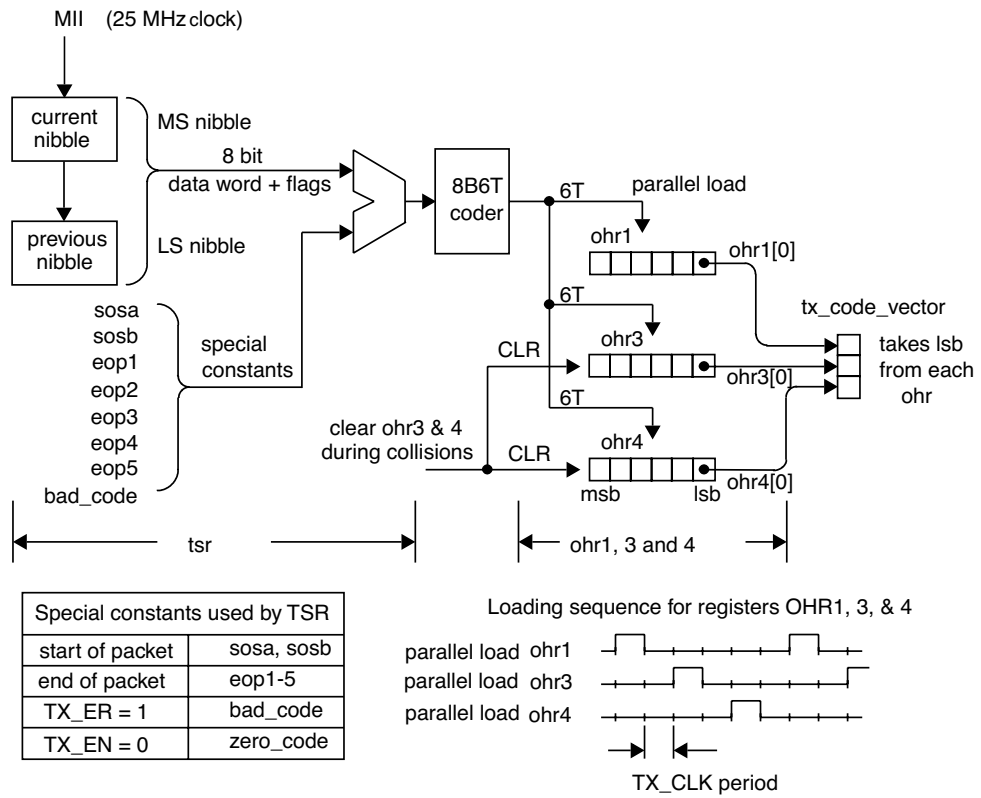 MII (25 MHz clock)
current
nibble
previous
nibble
MS nibble
8 bit
data word + flags
LS nibble
sosa
sosb
eop1
eop2
eop3
eop4
eop5
bad_code
special
constants
8B6T
coder
6T
parallel load
ohr1
ohr1[0]
6T
ohr3
CLR
ohr3[0]
6T
ohr4
CLR
ohr4[0]
msb
lsb
tx_code_vector
takes lsb
from each
ohr
clear ohr3 & 4
during collisions
tsr
ohr1, 3 and 4
Special constants used by TSR
start of packet sosa, sosb
end of packet eop1-5
TX_ER = 1 bad_code
TX_EN = 0 zero_code
Loading sequence for registers OHR1, 3, & 4
parallel load ohr1
parallel load ohr3
parallel load ohr4
TX_CLK period